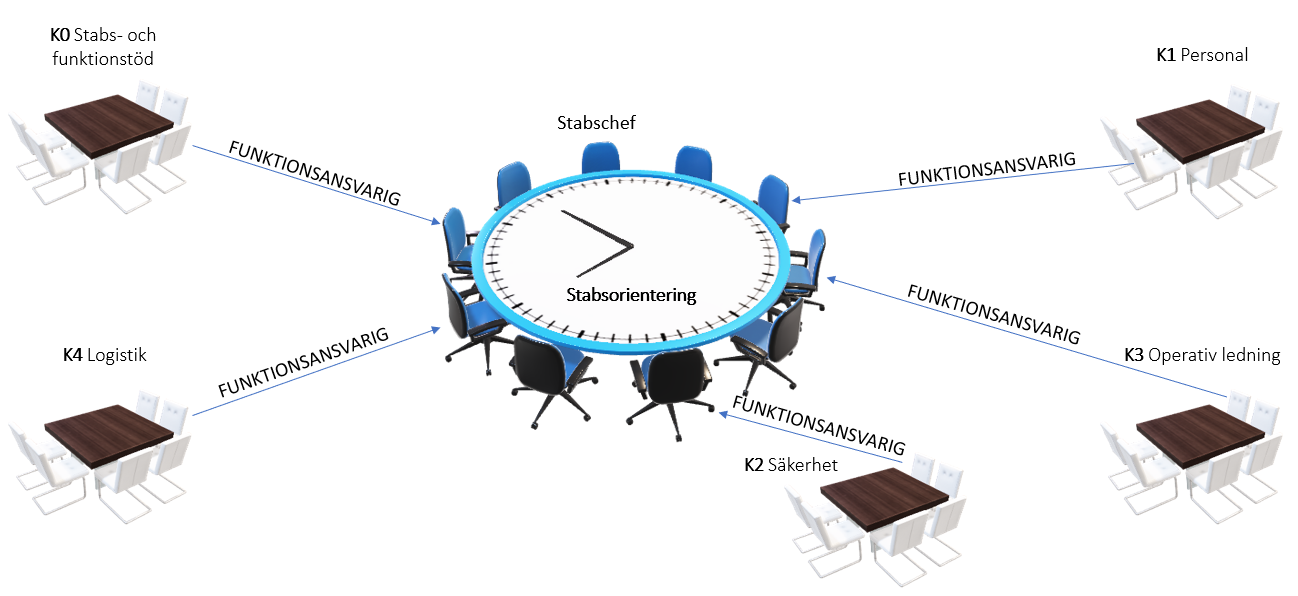 K0 Stabs- och
funktionstöd
K1 Personal
Stabschef
FUNKTIONSANSVARIG
FUNKTIONSANSVARIG
Stabsorientering
FUNKTIONSANSVARIG
K4 Logistik
FUNKTIONSANSVARIG
K3 Operativ ledning
FUNKTIONSANSVARIG
K2 Säkerhet